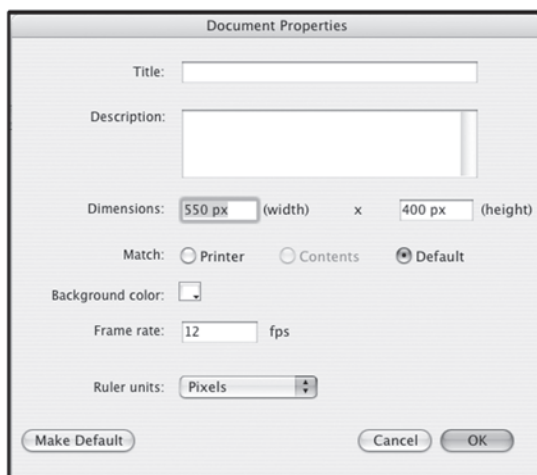 Document Properties
Title:
Description:
Dimensions: 550 px (width) x 400 px (height)
Match: Printer Contents Default
Background color:
Frame rate: 12 fps
Ruler units: Pixels
Make Default Cancel OK